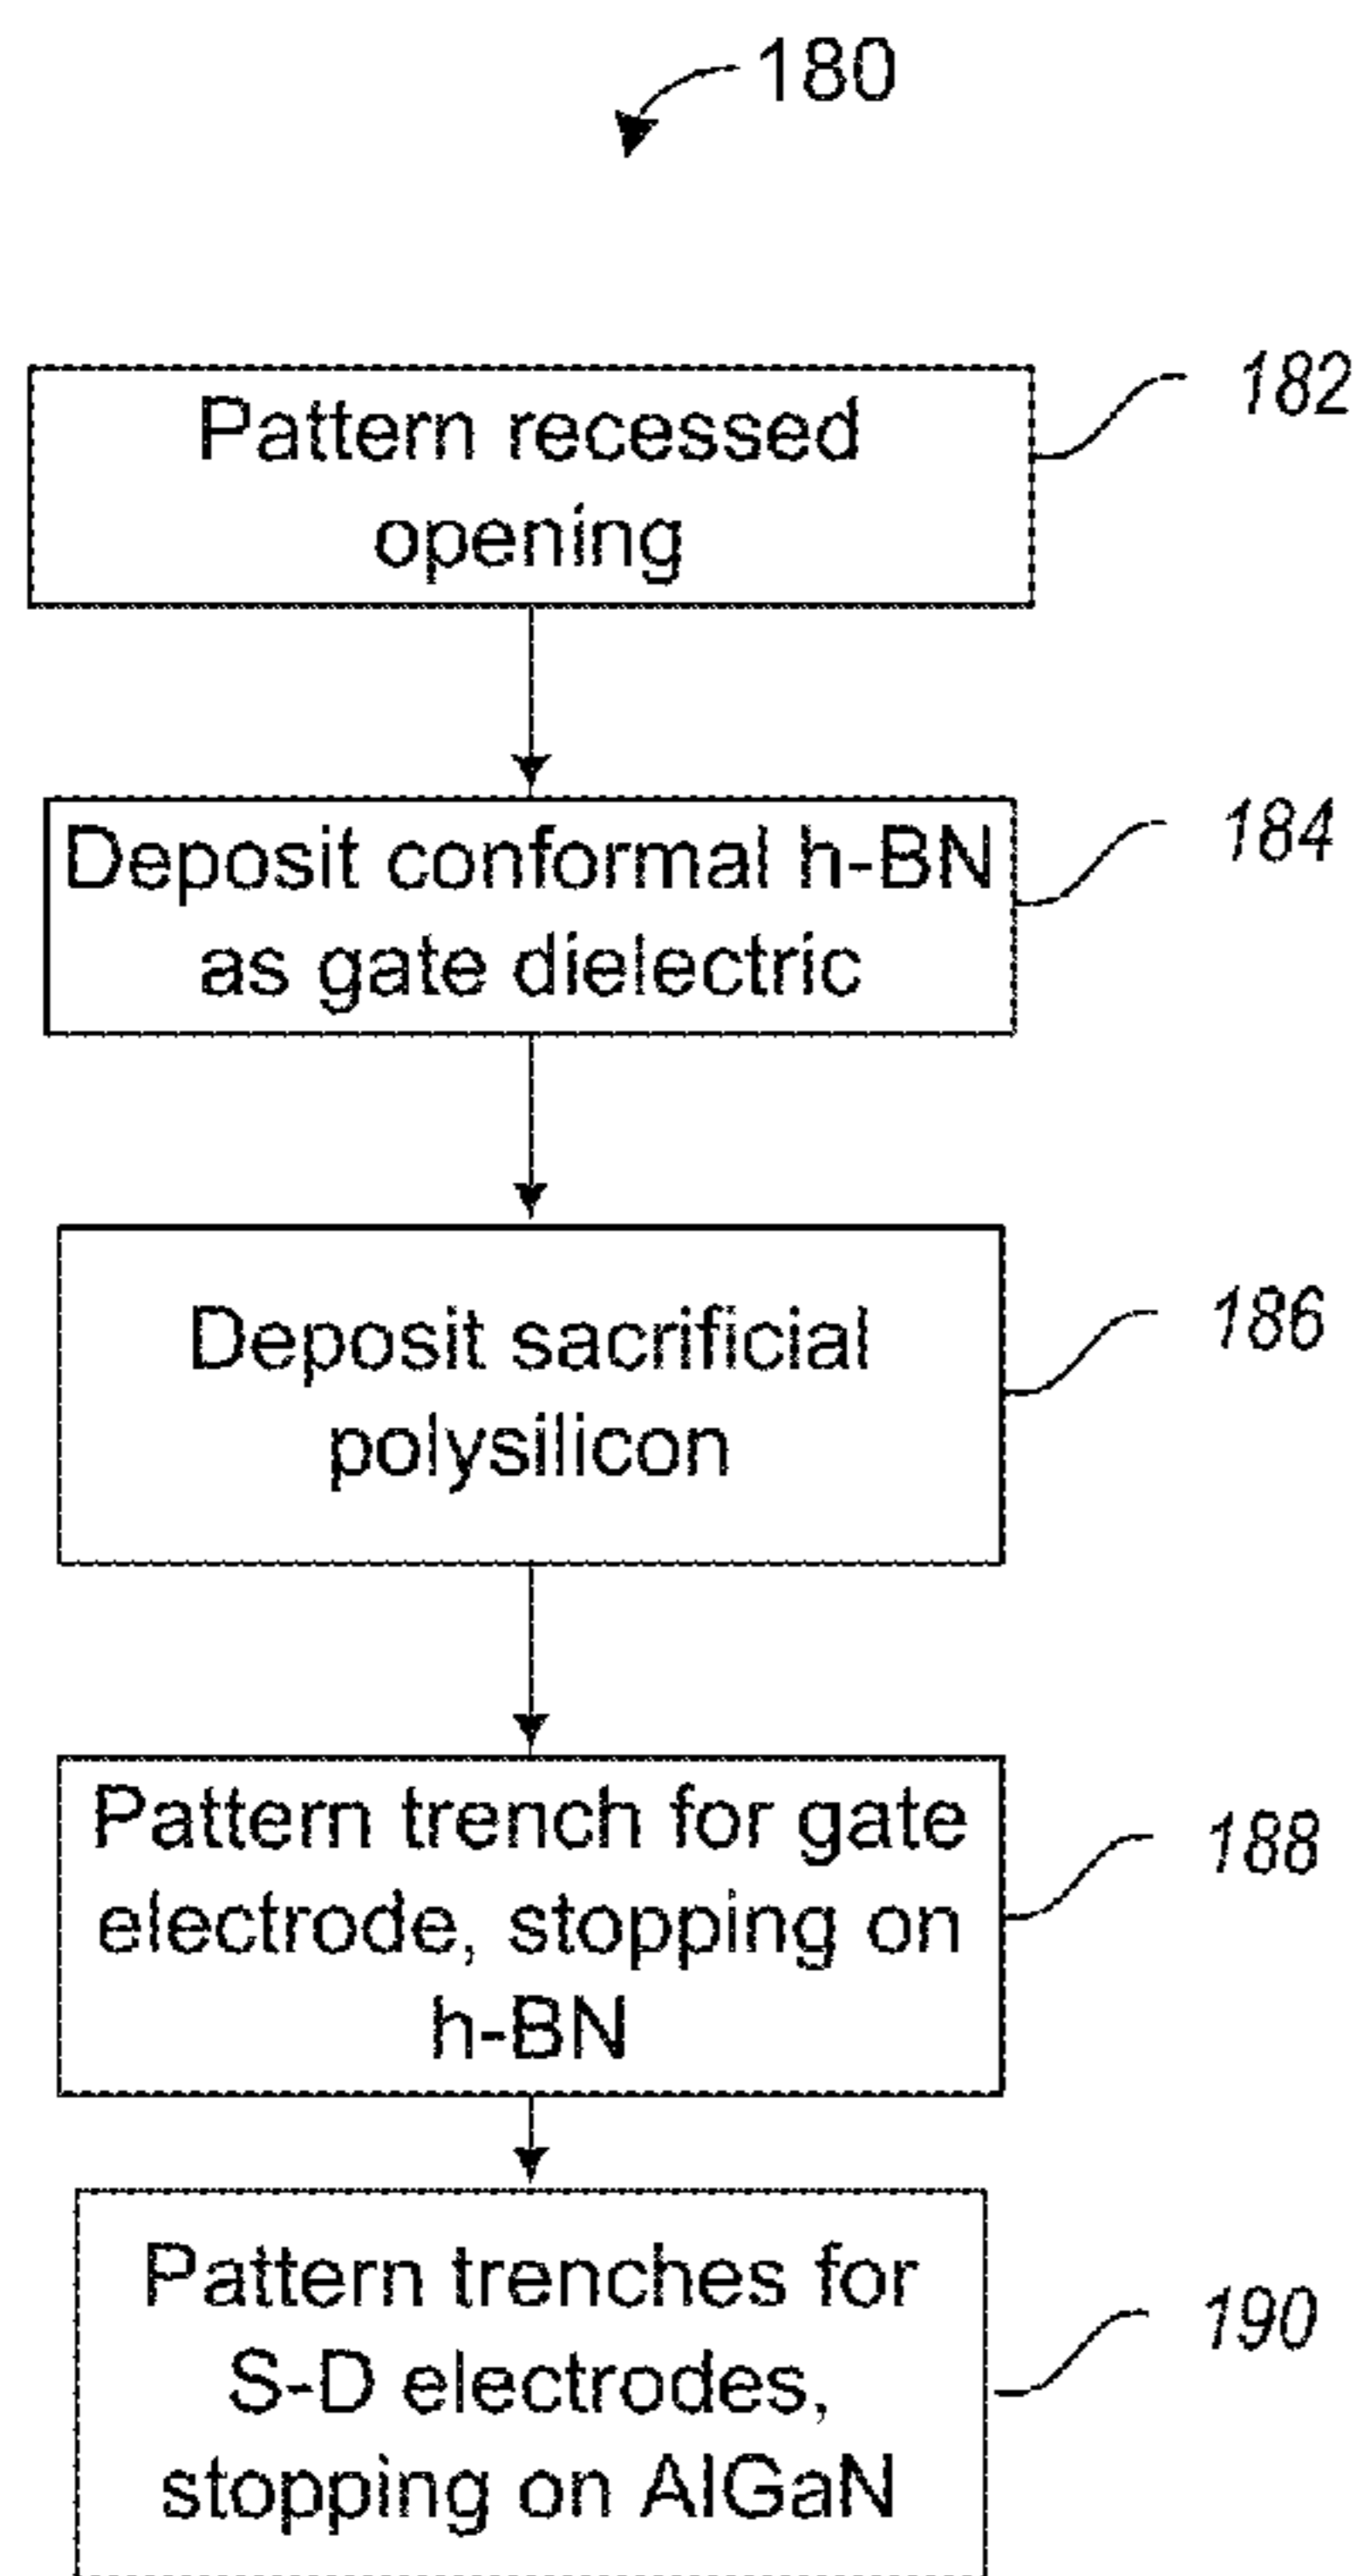 180
Pattern recessed
opening
182
Deposit conformal h-BN
as gate dielectric
184
Deposit sacrificial
polysilicon
186
Pattern trench for gate
electrode, stopping on
h-BN
188
Pattern trenches for
S-D electrodes,
stopping on AlGaN
190